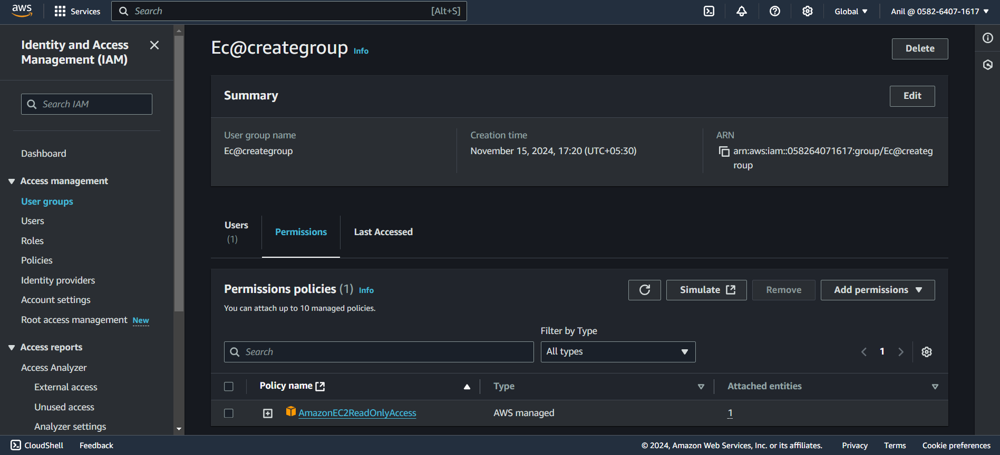 aws
Services
Search
[Alt+S]
Global
Anil @ 0582-6407-1617
Identity and Access
Management (IAM)
Search IAM
Dashboard
Access management
User groups
Users
Roles
Policies
Identity providers
Account settings
Root access management New
Access reports
Access Analyzer
External access
Unused access
Analyzer settings
Ec@creategroup Info
Delete
Summary
Edit
User group name
Ec@creategroup
Creation time
November 15, 2024, 17:20 (UTC+05:30)
ARN
arn:aws:iam::058264071617:group/Ec@createg
roup
Users
(1)
Permissions
Last Accessed
Permissions policies (1) Info
You can attach up to 10 managed policies.
Simulate
Remove
Add permissions
Filter by Type
Search
All types
1
Policy name
Type
Attached entities
AmazonEC2ReadOnlyAccess
AWS managed
1
CloudShell
Feedback
© 2024, Amazon Web Services, Inc. or its affiliates.
Privacy
Terms
Cookie preferences